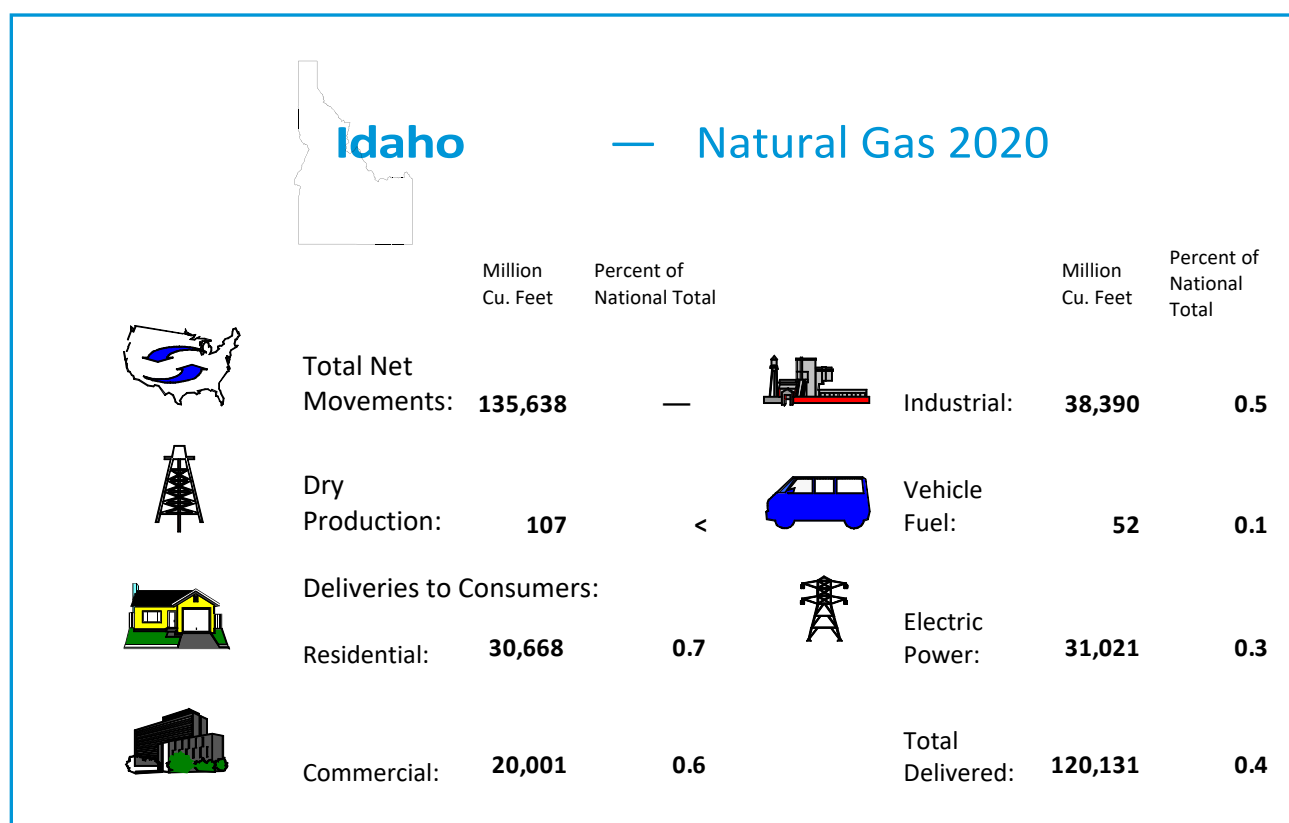 Idaho — Natural Gas 2020
Million
Cu. Feet
Percent of
National Total
Million
Cu. Feet
Percent of
National
Total
Total Net
Movements: 135,638 —
Industrial: 38,390 0.5
Dry
Production: 107 <
Vehicle
Fuel: 52 0.1
Deliveries to Consumers:
Residential: 30,668 0.7
Electric
Power: 31,021 0.3
Commercial: 20,001 0.6
Total
Delivered: 120,131 0.4